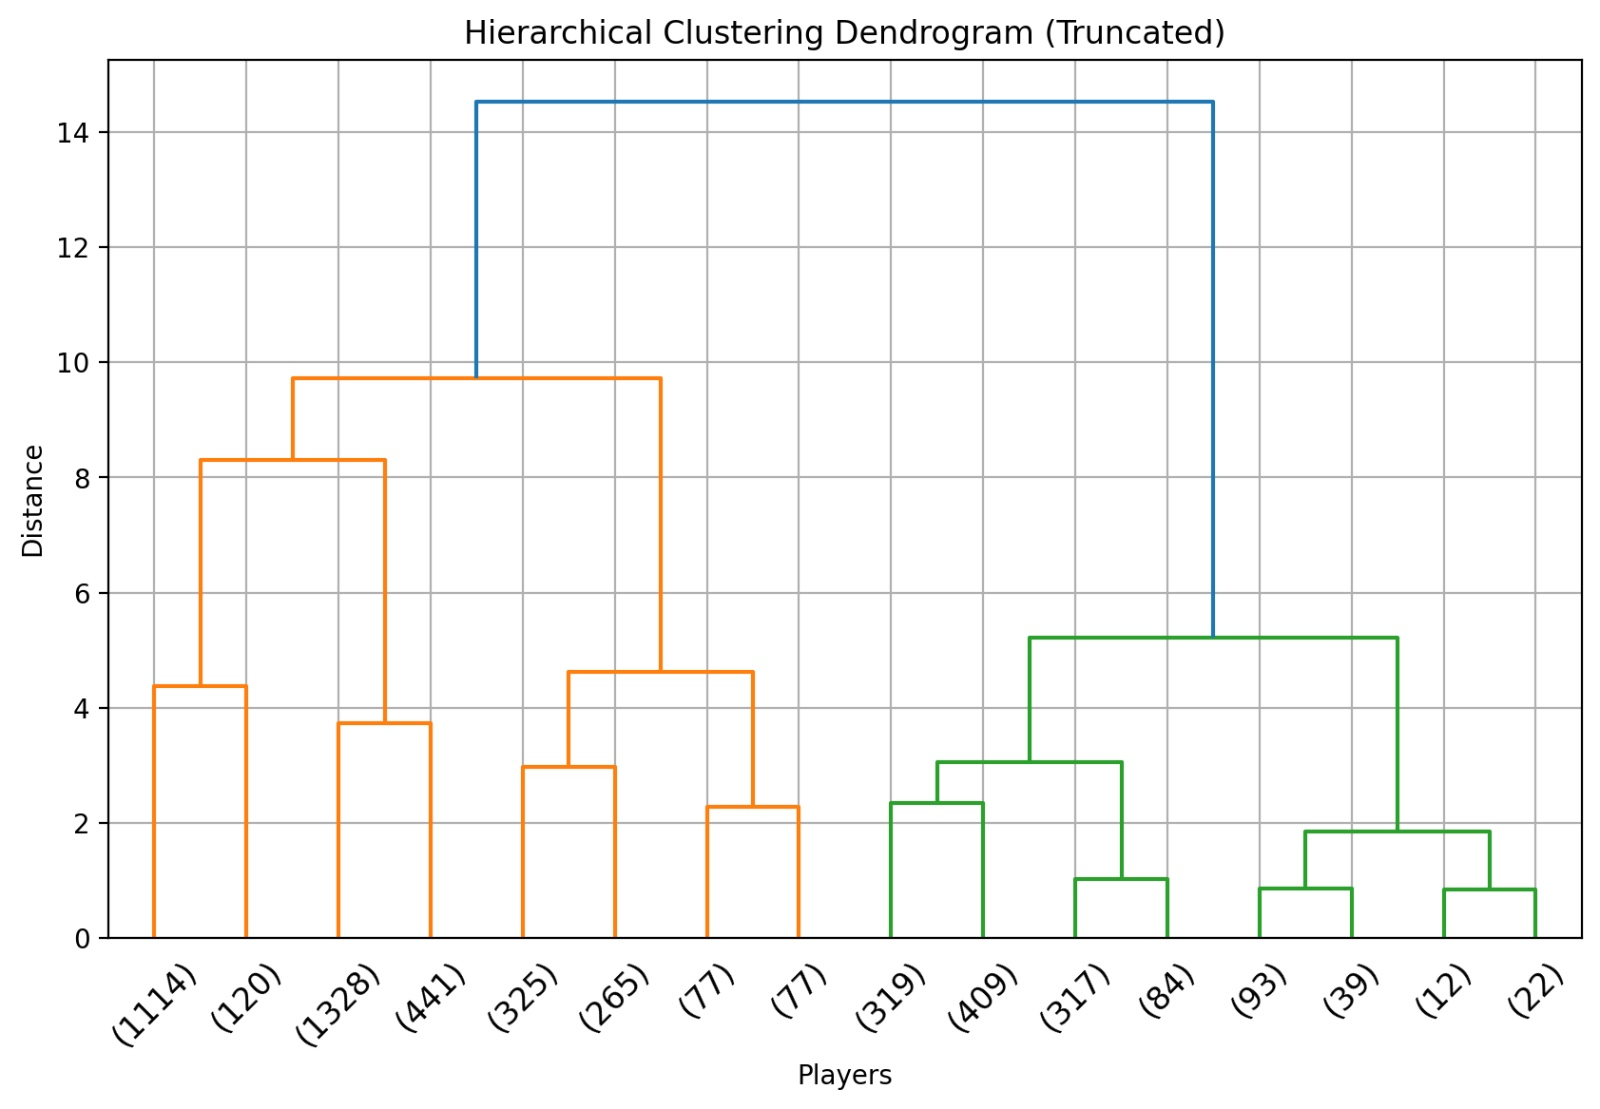 Hierarchical Clustering Dendrogram (Truncated)
14
12
10
8
6
4
2
0
Distance
(1114) (120) (1328) (441) (325) (265) (77) (77) (319) (409) (317) (84) (93) (39) (12) (22)
Players